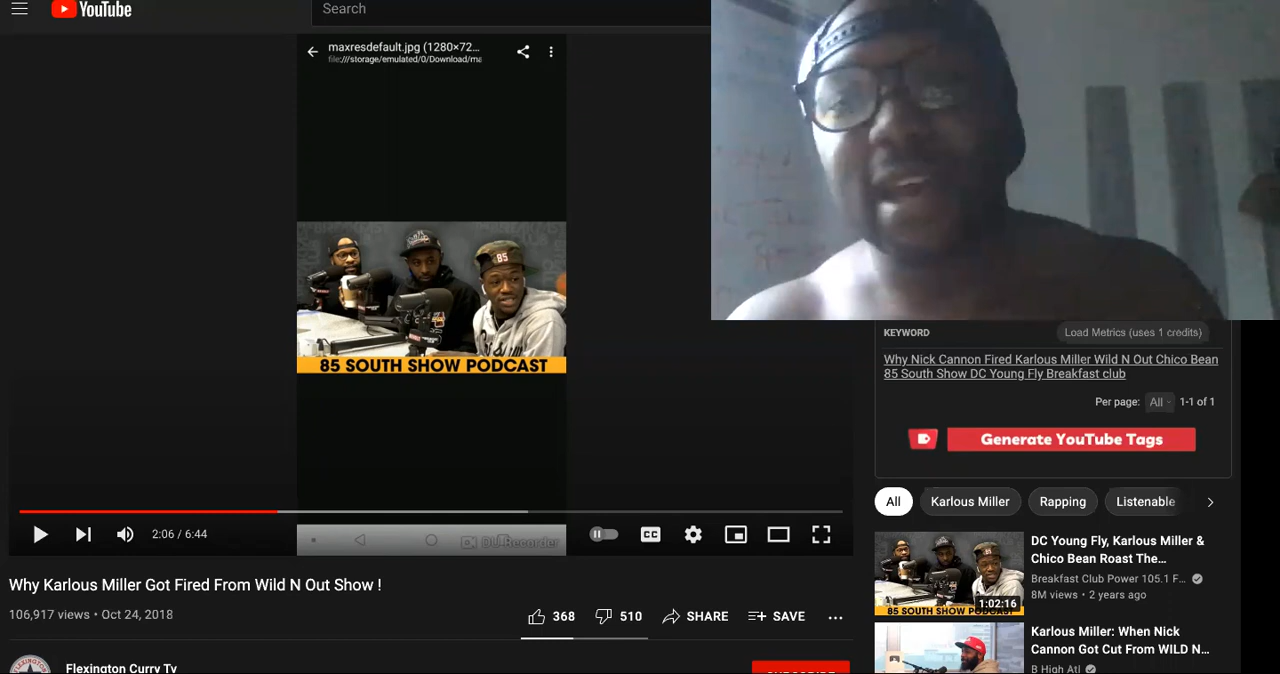 YouTube
Search
maxresdefault.jpg (1280×72...
file:///storage/emulated/0/Download/ma
85
85 SOUTH SHOW PODCAST
DU Recorder
2:06 / 6:44
CC
Why Karlous Miller Got Fired From Wild N Out Show !
106,917 views • Oct 24, 2018
368
510
SHARE
SAVE
Flexington Curry Tv
KEYWORD
Load Metrics (uses 1 credits)
Why Nick Cannon Fired Karlous Miller Wild N Out Chico Bean
85 South Show DC Young Fly Breakfast club
Per page: All 1-1 of 1
Generate YouTube Tags
All
Karlous Miller
Rapping
Listenable
DC Young Fly, Karlous Miller &
Chico Bean Roast The...
Breakfast Club Power 105.1 F...
8M views • 2 years ago
1:02:16
Karlous Miller: When Nick
Cannon Got Cut From WILD N...
B High Atl